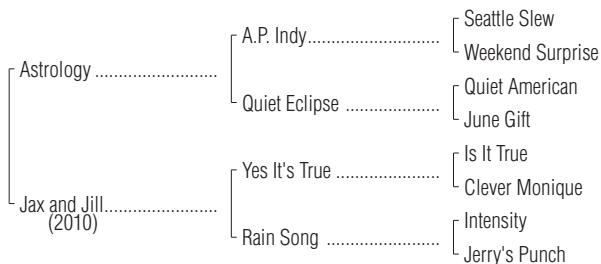 Seattle Slew
A.P. Indy
Weekend Surprise
Astrology
Quiet American
Quiet Eclipse
June Gift
Is It True
Yes It's True
Clever Monique
Jax and Jill
(2010)
Intensity
Rain Song
Jerry's Punch